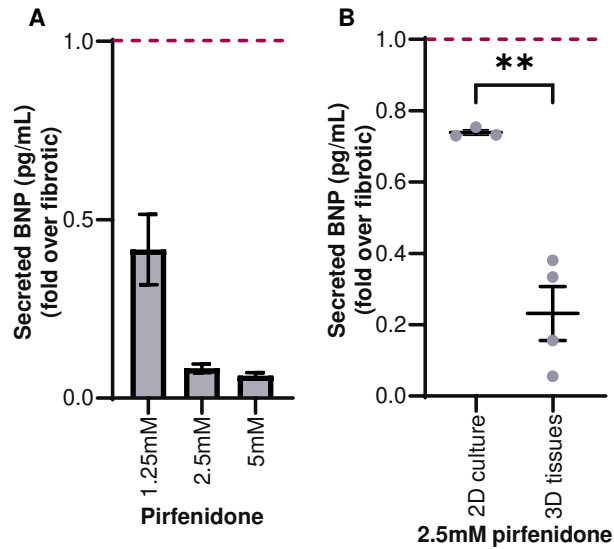 A
Secreted BNP (pg/mL)
(fold over fibrotic)
1.0
0.5
0.0
1.25mM
2.5mM
5mM
Pirfenidone
B
Secreted BNP (pg/mL)
(fold over fibrotic)
1.0
0.8
0.6
0.4
0.2
0.0
**
2D culture
3D tissues
2.5mM pirfenidone